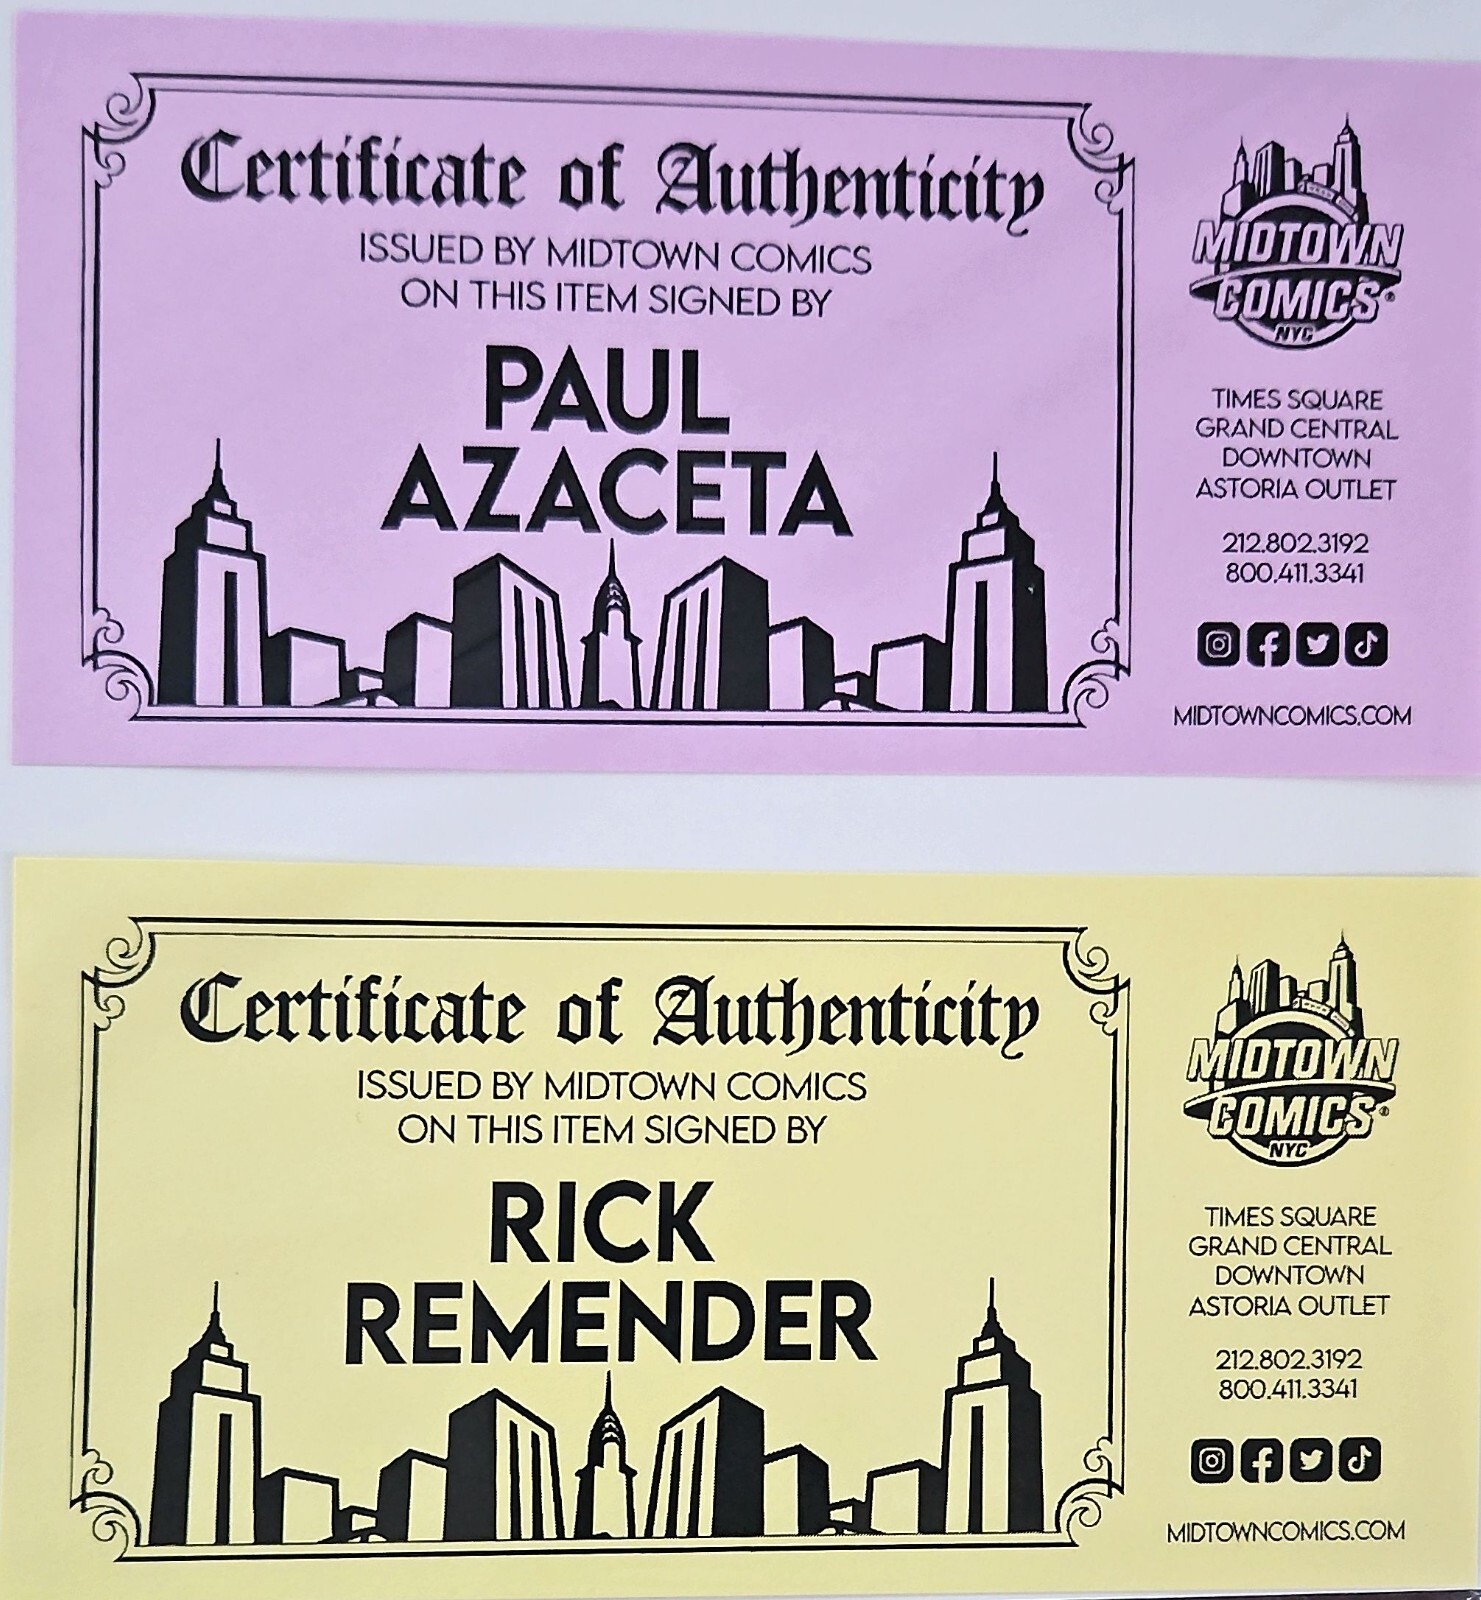 Certificate of Authenticity
ISSUED BY MIDTOWN COMICS
ON THIS ITEM SIGNED BY
PAUL
AZACETA
MIDTOWN
COMICS®
NYC
TIMES SQUARE
GRAND CENTRAL
DOWNTOWN
ASTORIA OUTLET
212.802.3192
800.411.3341
MIDTOWNCOMICS.COM
Certificate of Authenticity
ISSUED BY MIDTOWN COMICS
ON THIS ITEM SIGNED BY
RICK
REMENDER
MIDTOWN
COMICS®
NYC
TIMES SQUARE
GRAND CENTRAL
DOWNTOWN
ASTORIA OUTLET
212.802.3192
800.411.3341
MIDTOWNCOMICS.COM